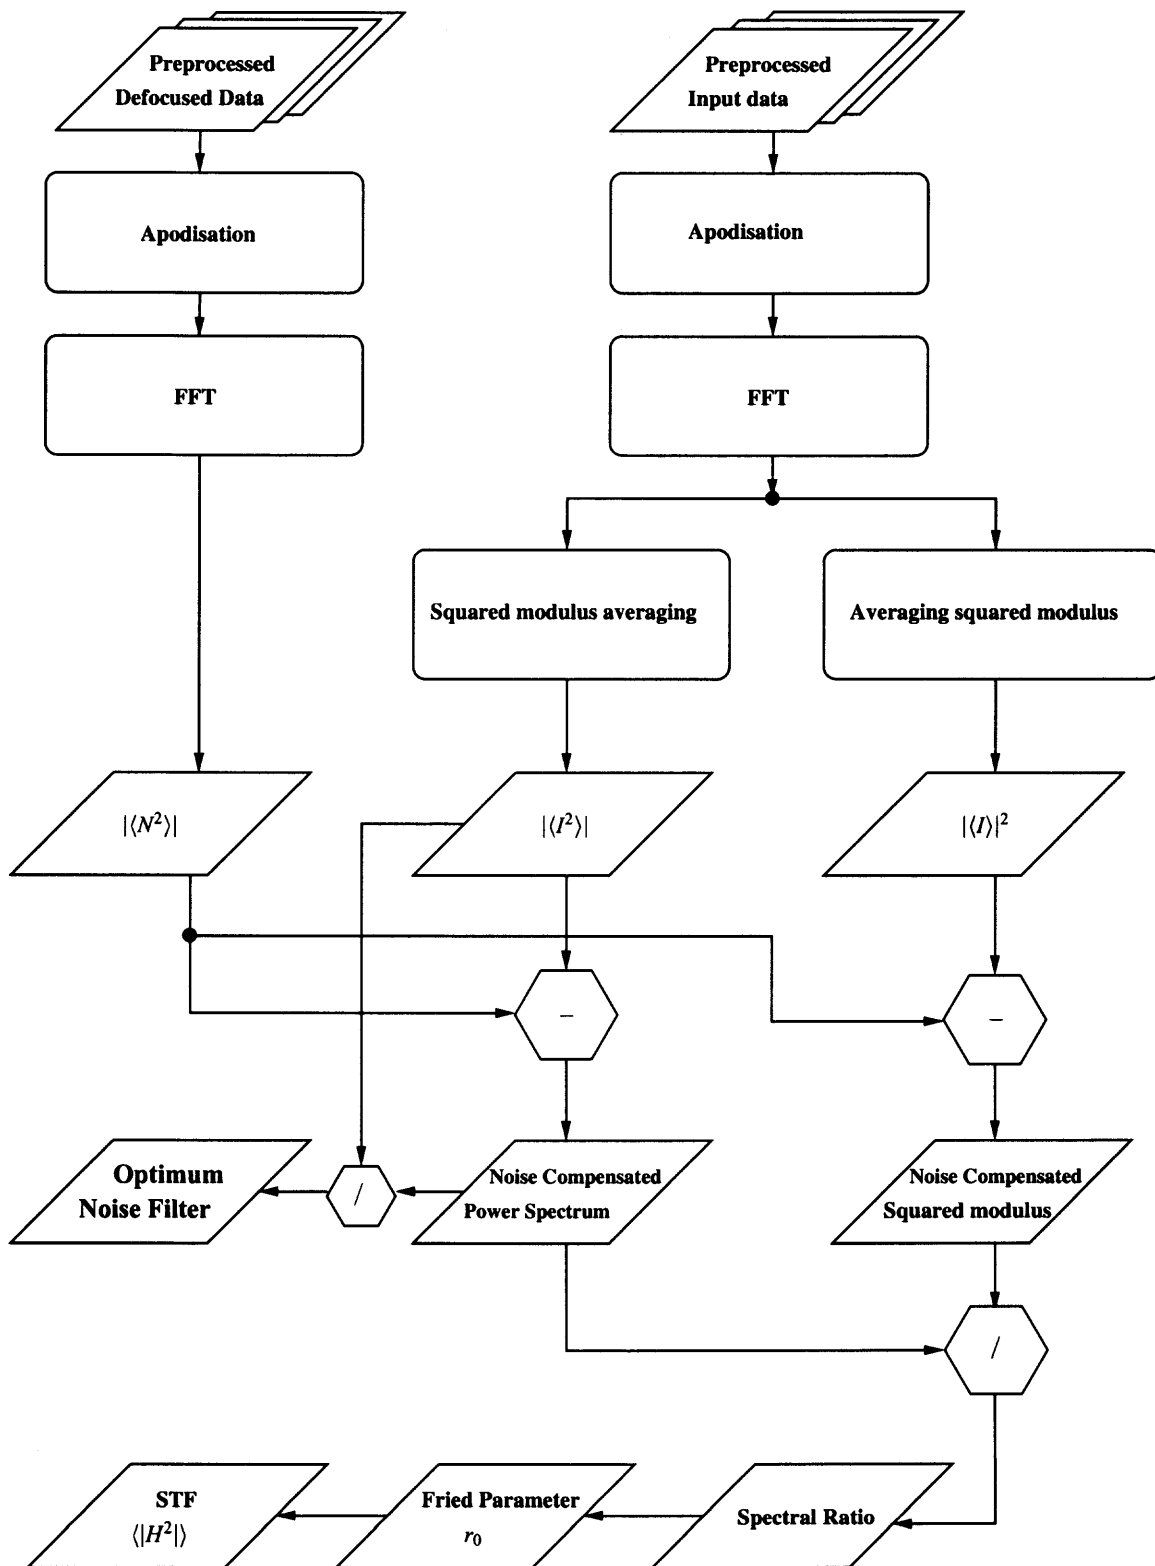 Preprocessed
Defocused Data
Preprocessed
Input data
Apodisation
Apodisation
FFT
FFT
Squared modulus averaging
Averaging squared modulus
|⟨N²⟩|
|⟨I²⟩|
|⟨I⟩|²
−
−
Optimum
Noise Filter
/
Noise Compensated
Power Spectrum
Noise Compensated
Squared modulus
/
STF
⟨|H²|⟩
Fried Parameter
r₀
Spectral Ratio